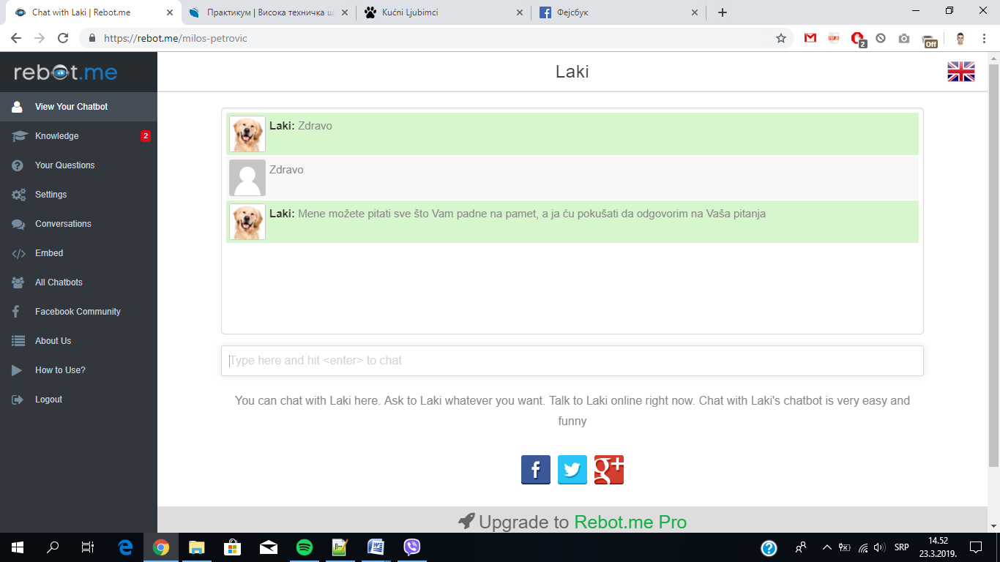 Chat with Laki | Rebot.me
Практикум | Висока техничка ш
Kućni Ljubimci
Фејсбук
https://rebot.me/milos-petrovic
2
Off
rebot.me
Laki
View Your Chatbot
Knowledge
2
Your Questions
Settings
Conversations
Embed
All Chatbots
Facebook Community
About Us
How to Use?
Logout
Laki: Zdravo
Zdravo
Laki: Mene možete pitati sve što Vam padne na pamet, a ja ću pokušati da odgovorim na Vaša pitanja
Type here and hit <enter> to chat
You can chat with Laki here. Ask to Laki whatever you want. Talk to Laki online right now. Chat with Laki's chatbot is very easy and
funny
Upgrade to Rebot.me Pro
SRP
14.52
23.3.2019.